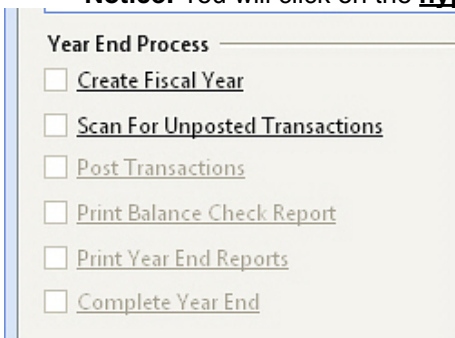 Notice: You will click on the
Year End Process
Create Fiscal Year
Scan For Unposted Transactions
Post Transactions
Print Balance Check Report
Print Year End Reports
Complete Year End